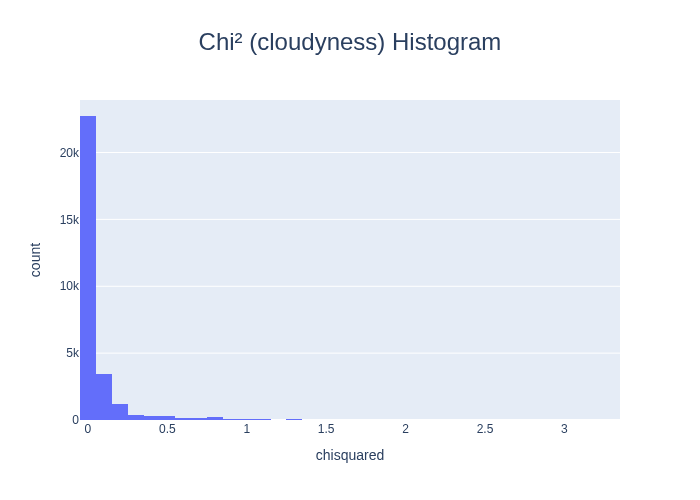 Chi² (cloudyness) Histogram
count
20k
15k
10k
5k
0
0 0.5 1 1.5 2 2.5 3
chisquared